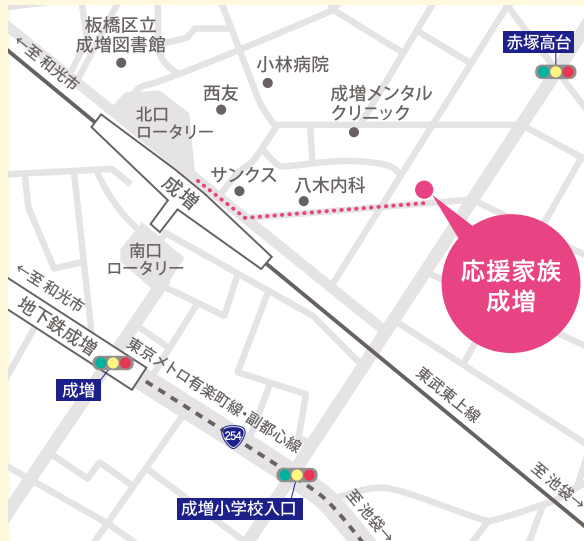 板橋区立
成増図書館
赤塚高台
←至 和光市
小林病院
西友
成増メンタル
クリニック
北口
ロータリー
サンクス
八木内科
成増
南口
ロータリー
応援家族
成増
←至 和光市
地下鉄成増
東京メトロ有楽町線・副都心線
東武東上線
成増
254
至 池袋→
成増小学校入口
至 池袋→